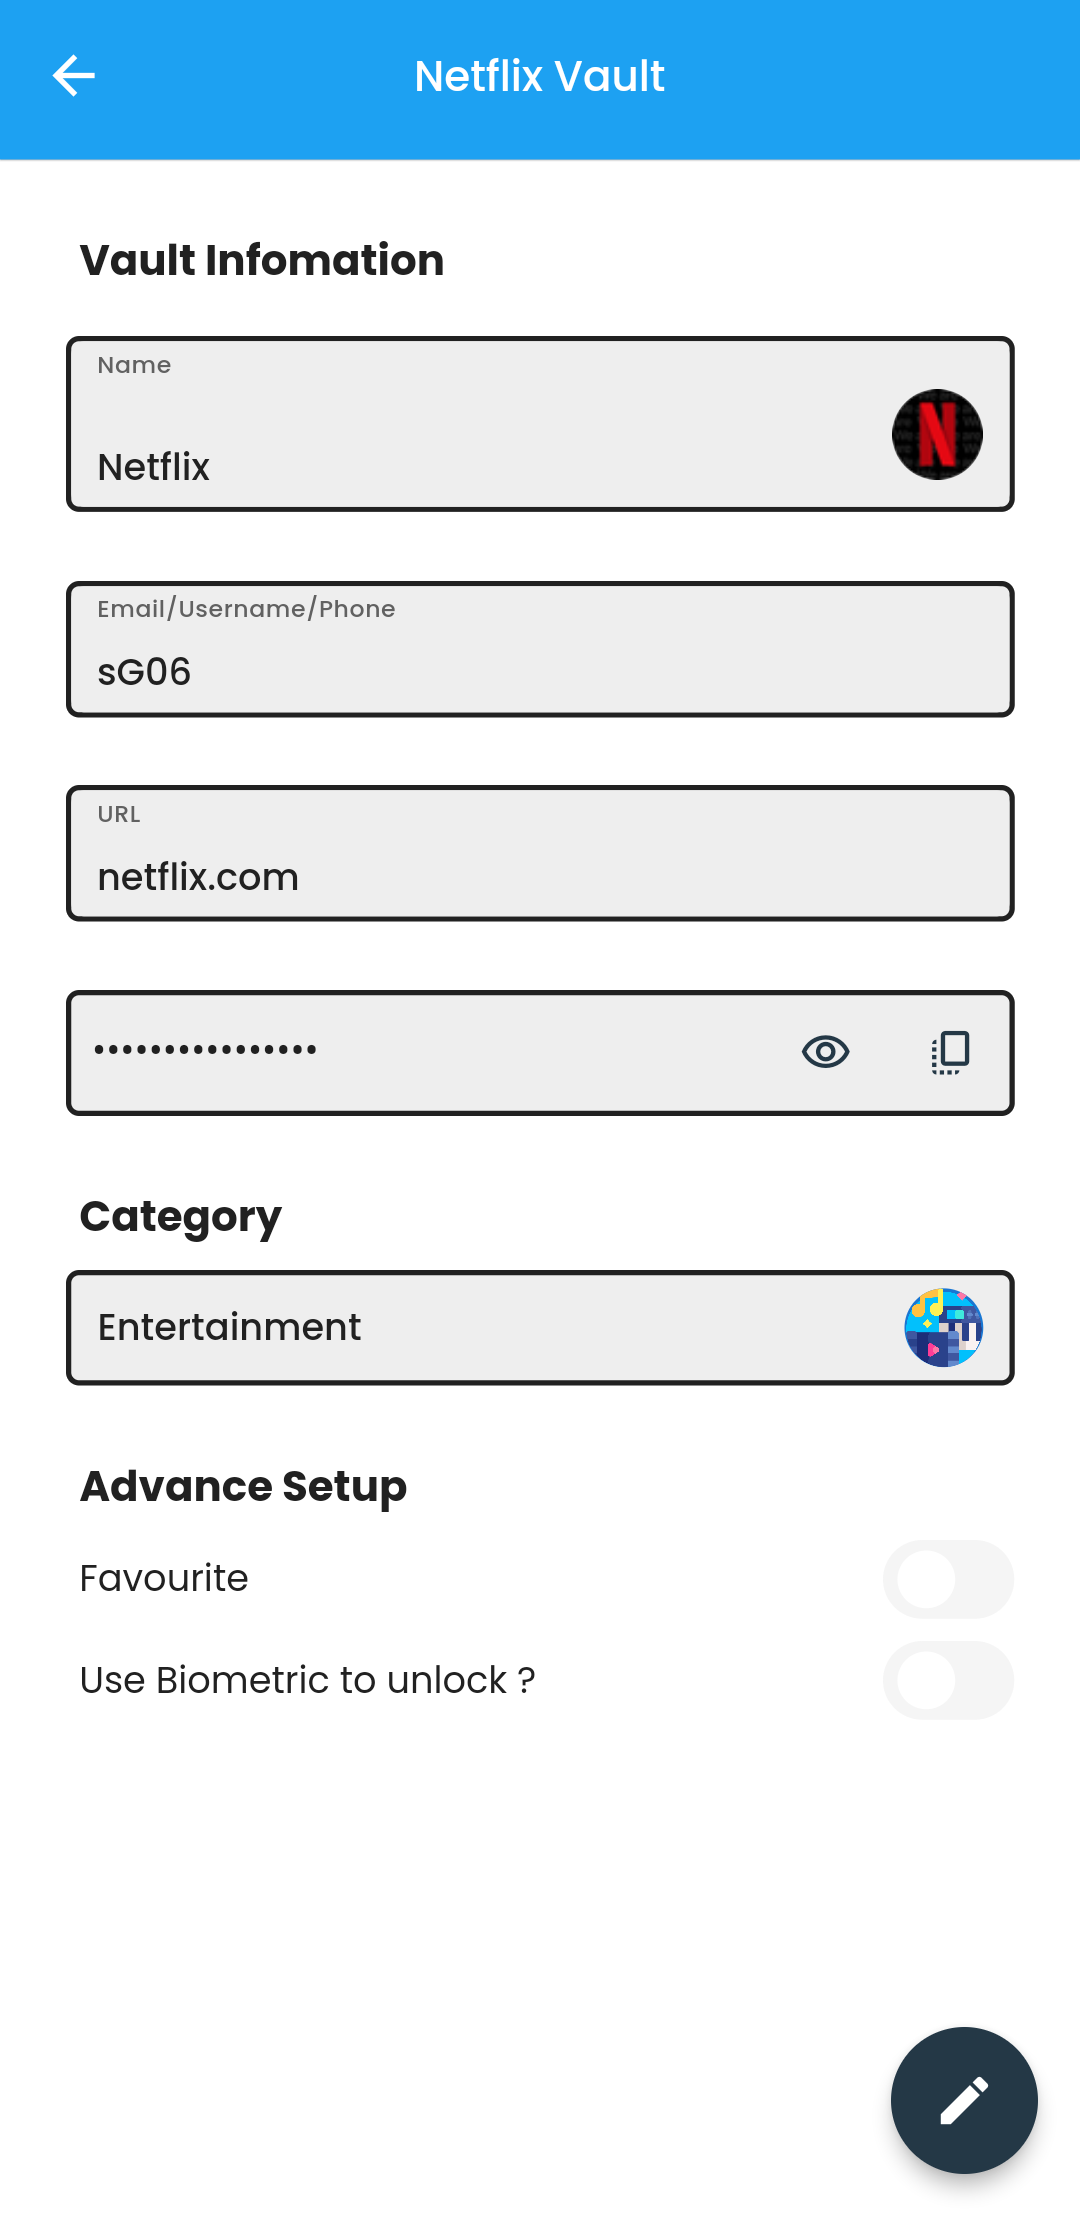 Netflix Vault
Vault Infomation
Name
Netflix
Email/Username/Phone
sG06
URL
netflix.com
••••••••••••••••
Category
Entertainment
Advance Setup
Favourite
Use Biometric to unlock ?